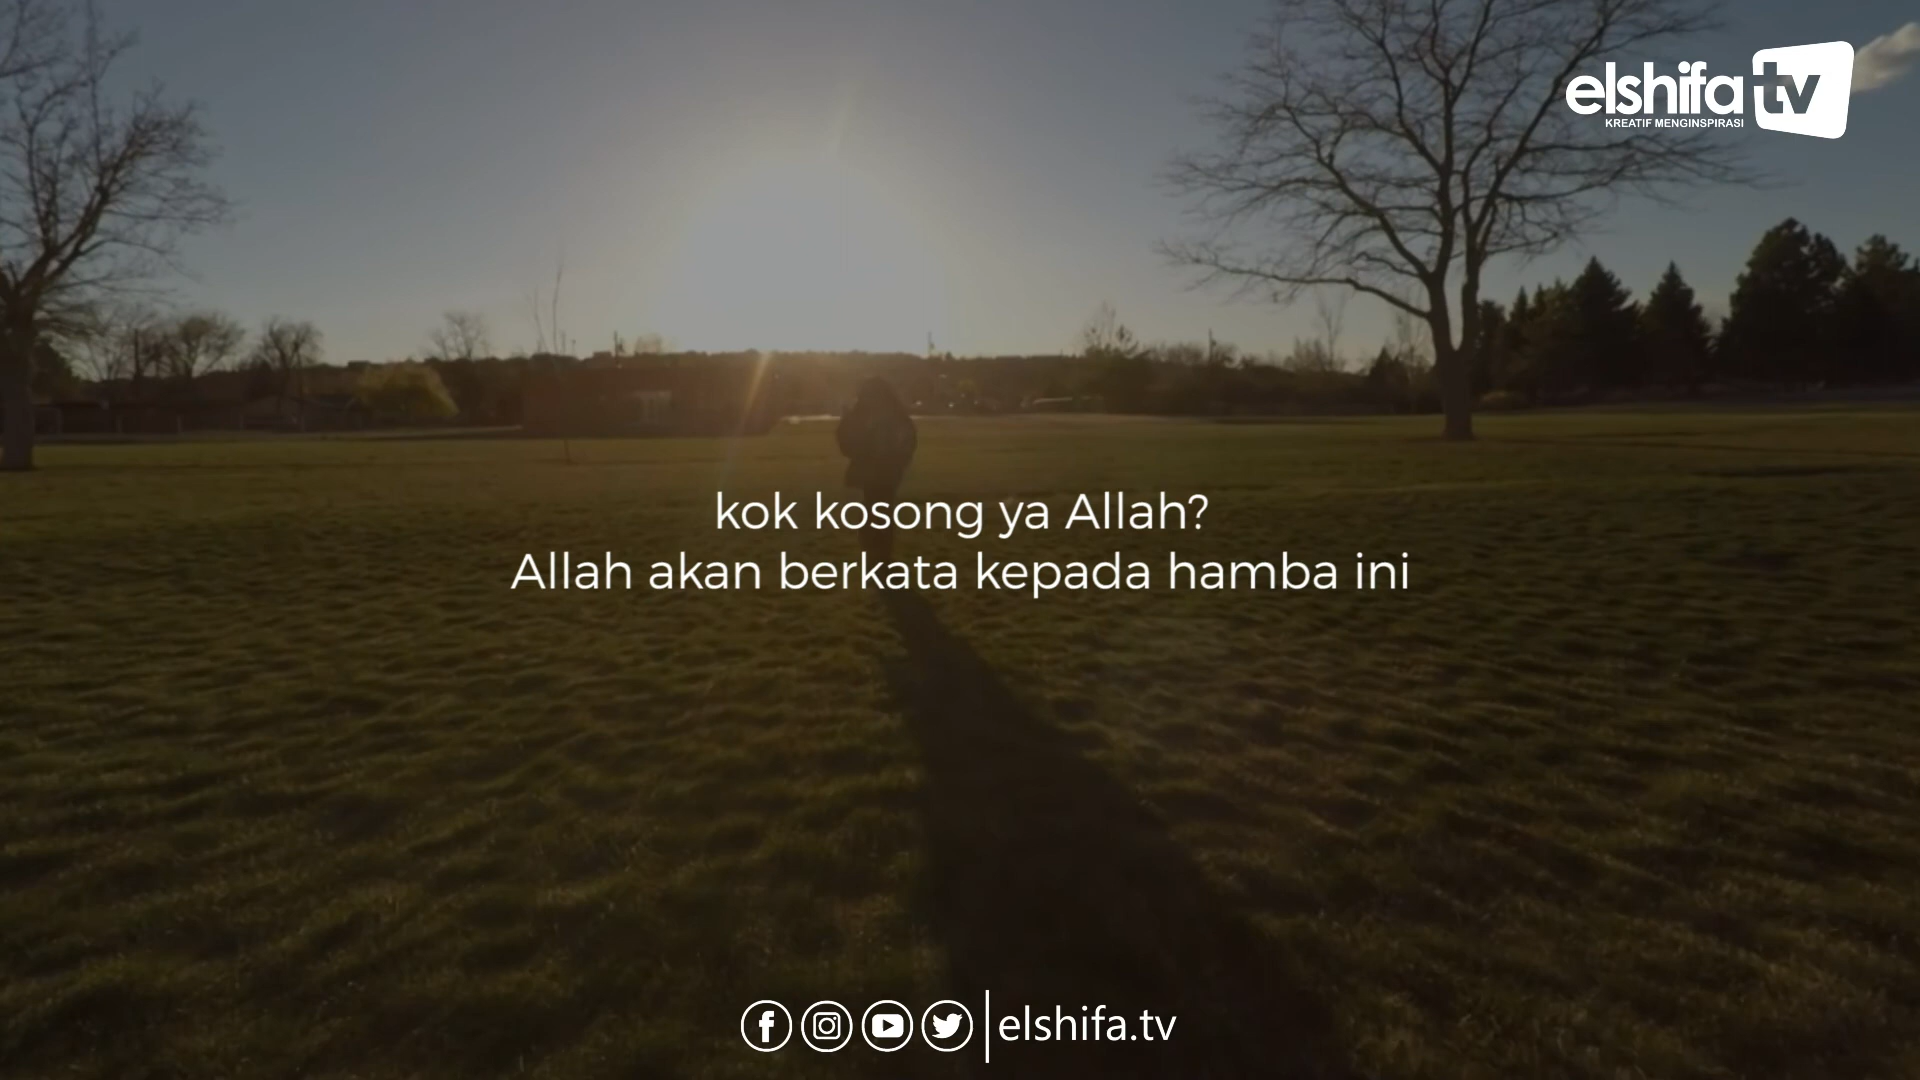 elshifa tv
KREATIF MENGINSPIRASI
kok kosong ya Allah?
Allah akan berkata kepada hamba ini
elshifa.tv